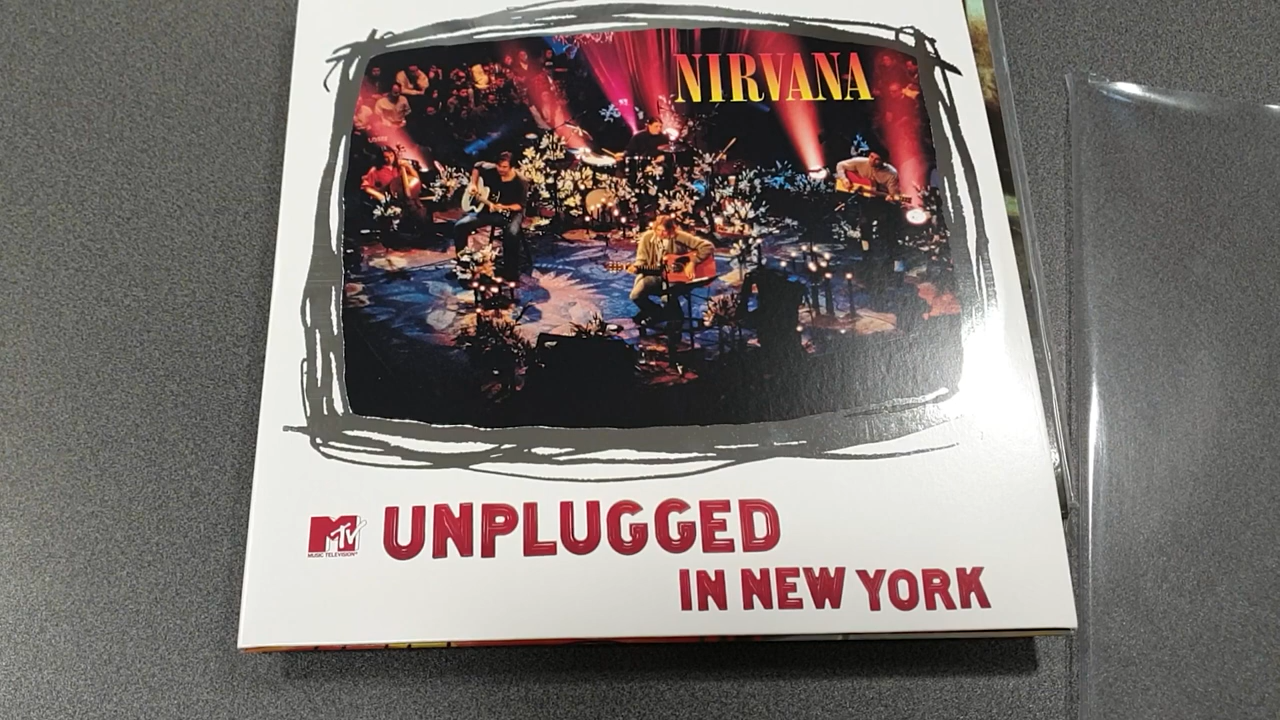 NIRVANA
MTV
MUSIC TELEVISION®
UNPLUGGED
IN NEW YORK